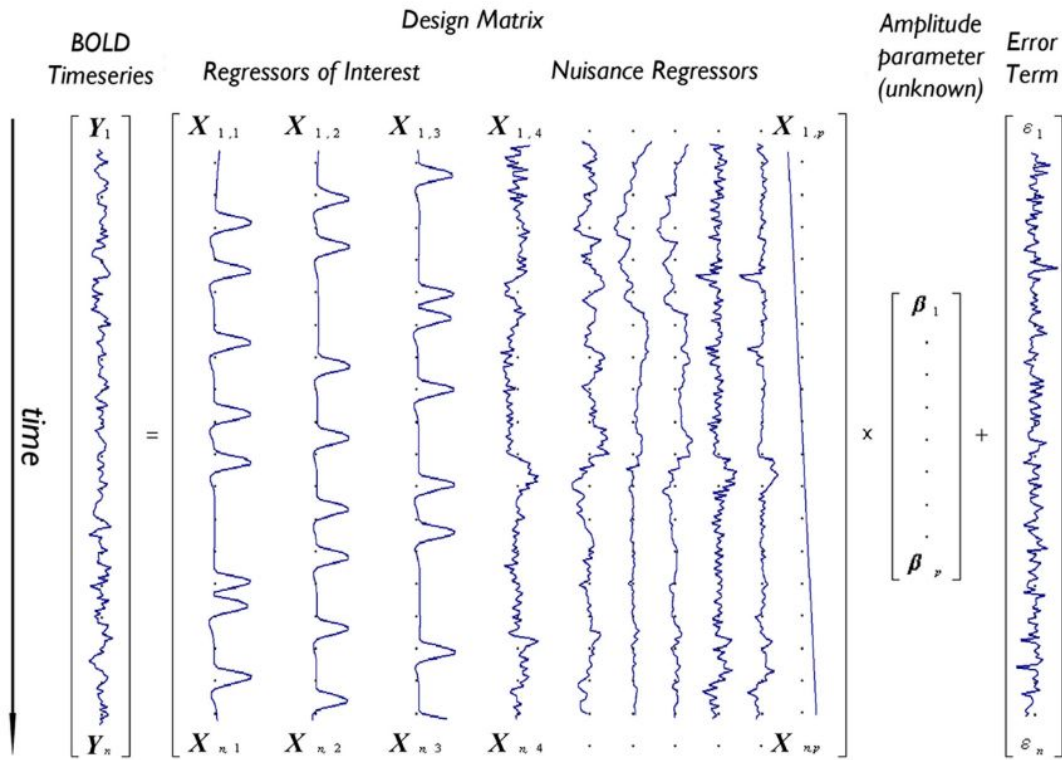 Design Matrix
BOLD
Timeseries
Regressors of Interest
Nuisance Regressors
Amplitude
parameter
(unknown)
Error
Term
time
Y1
X1,1 X1,2 X1,3 X1,4 . . . . . X1,p
ε1
β1
= x +
βp
Yn
Xn,1 Xn,2 Xn,3 Xn,4 . . . . . Xn,p
εn